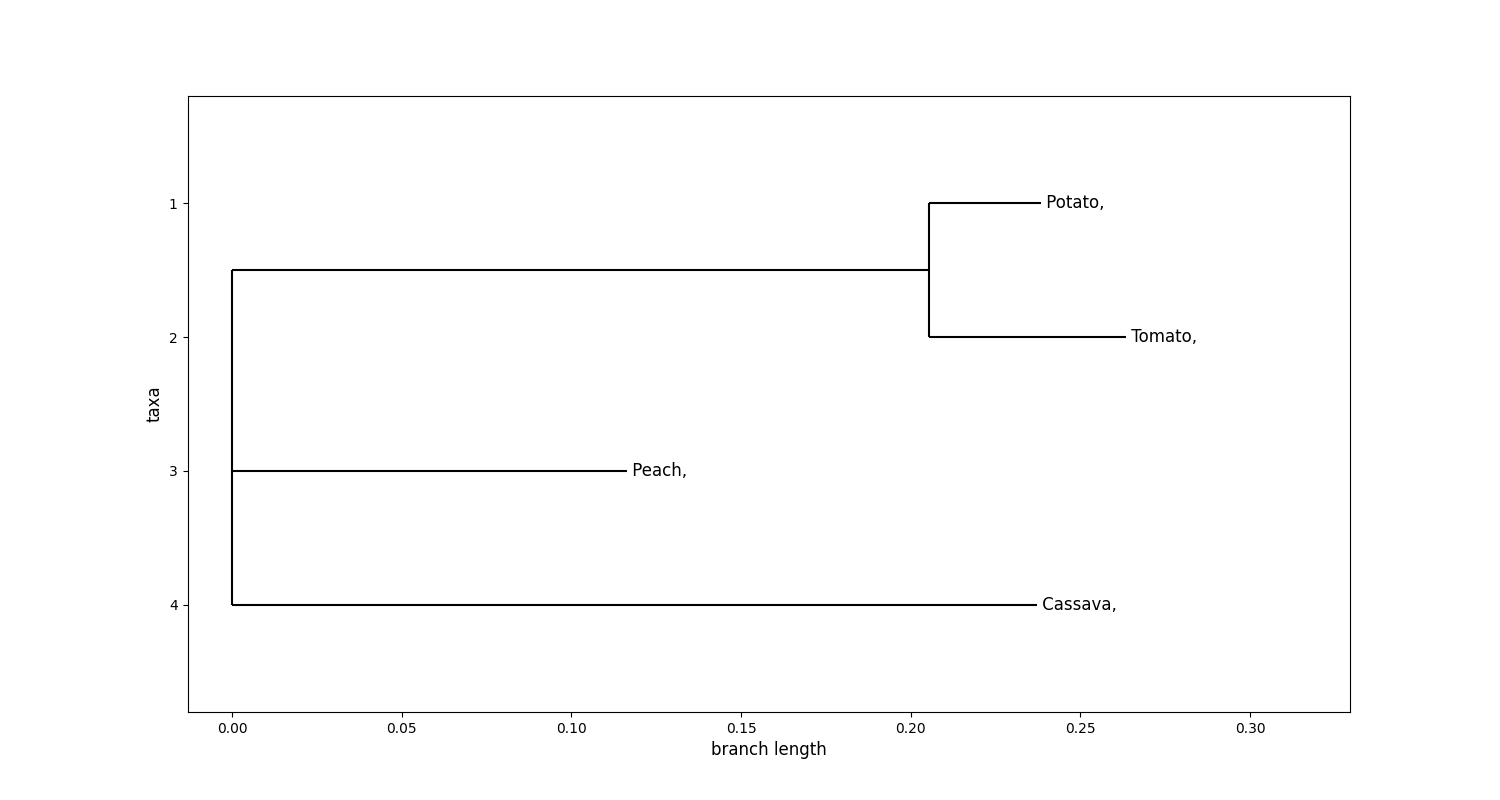 1
Potato,
2
Tomato,
taxa
3
Peach,
4
Cassava,
0.00 0.05 0.10 0.15 0.20 0.25 0.30
branch length